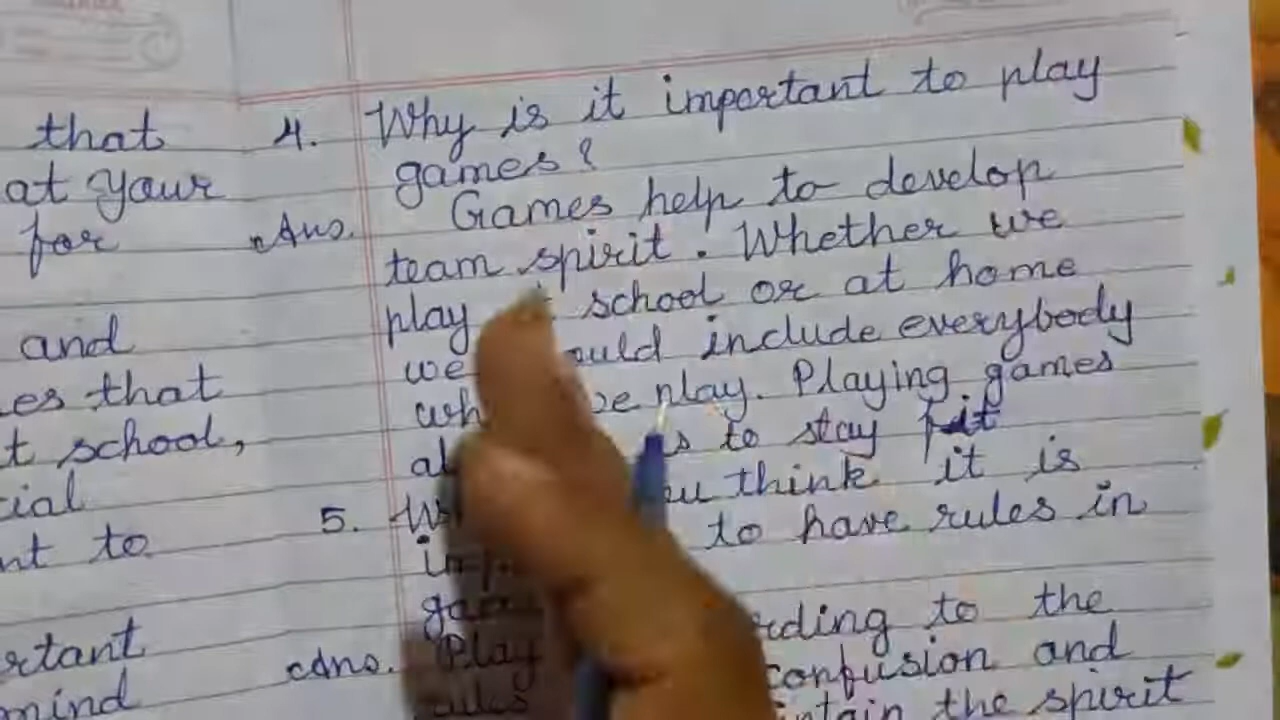 that
at your
for
and
es that
t school,
cial
nt to
rtant
mind
4. Why is it important to play
games?
Ans. Games help to develop
team spirit. Whether we
play school or at home
we include everybody
we play. Playing games
to stay fit
5. think it is
to have rules in
Ans. Play to the
rules confusion and
the spirit